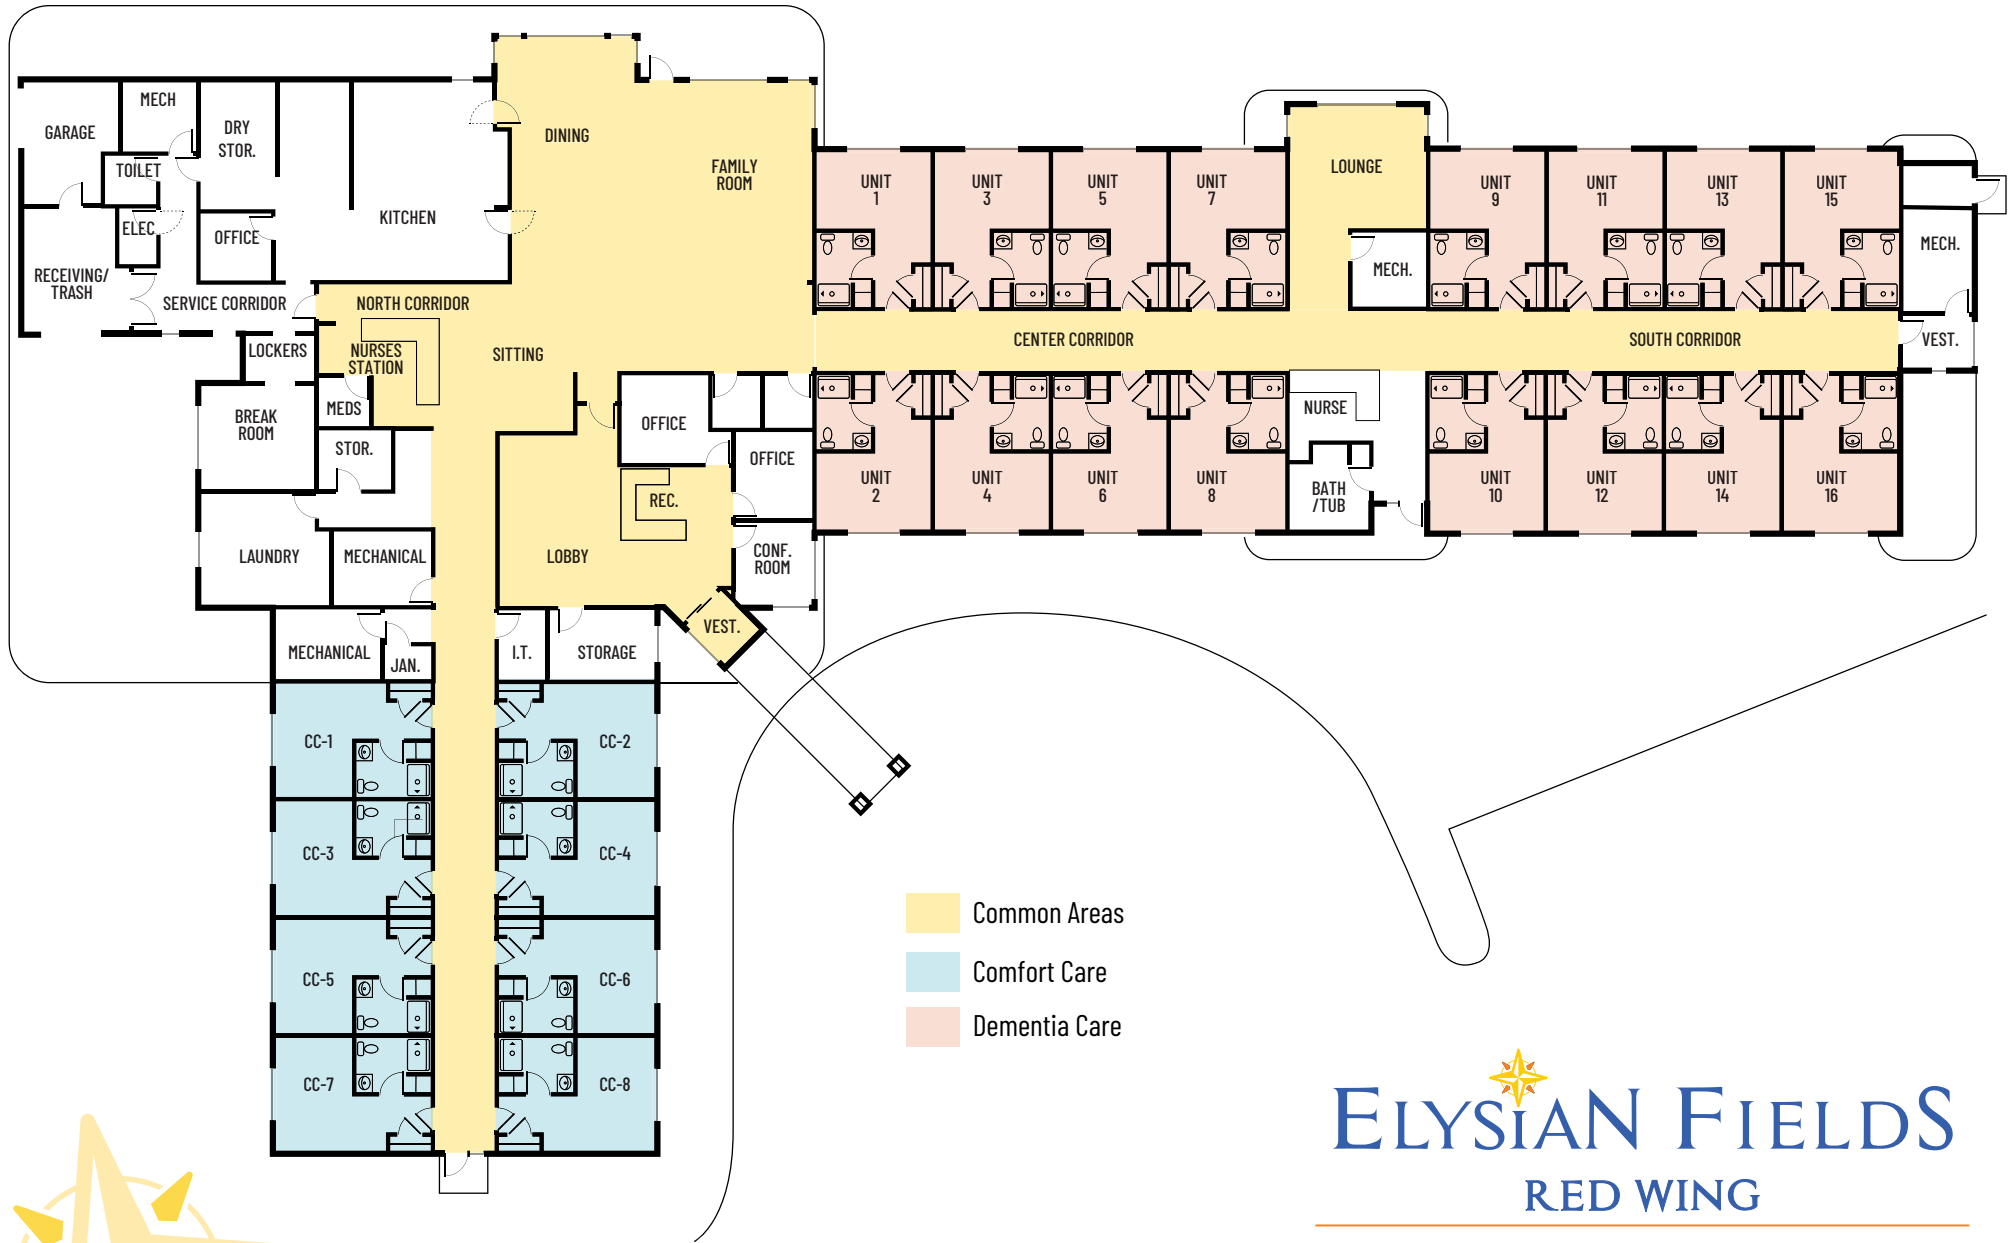 MECH
GARAGE
DRY
STOR.
TOILET
ELEC
OFFICE
RECEIVING/
TRASH
SERVICE CORRIDOR
KITCHEN
DINING
FAMILY
ROOM
NORTH CORRIDOR
NURSES
STATION
SITTING
LOCKERS
BREAK
ROOM
MEDS
STOR.
LAUNDRY
MECHANICAL
OFFICE
OFFICE
REC.
LOBBY
CONF.
ROOM
VEST.
MECHANICAL
JAN.
I.T.
STORAGE
UNIT
1
UNIT
3
UNIT
5
UNIT
7
LOUNGE
MECH.
UNIT
9
UNIT
11
UNIT
13
UNIT
15
MECH.
CENTER CORRIDOR
SOUTH CORRIDOR
VEST.
UNIT
2
UNIT
4
UNIT
6
UNIT
8
NURSE
BATH
/TUB
UNIT
10
UNIT
12
UNIT
14
UNIT
16
CC-1
CC-2
CC-3
CC-4
CC-5
CC-6
CC-7
CC-8
Common Areas
Comfort Care
Dementia Care
ELYSiAN FIELDS
RED WING